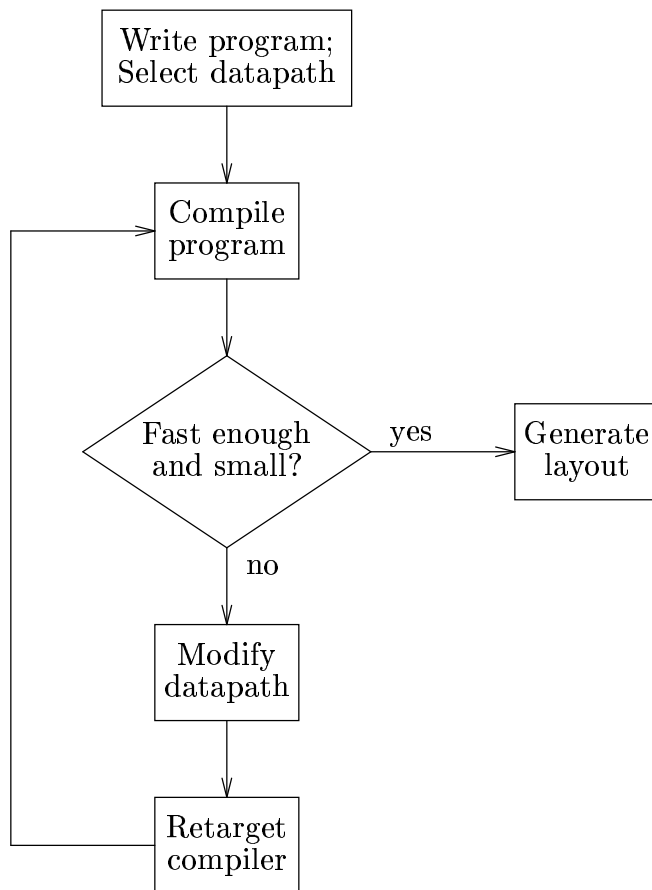 Write program;
Select datapath
Compile
program
Fast enough
and small?
yes
Generate
layout
no
Modify
datapath
Retarget
compiler